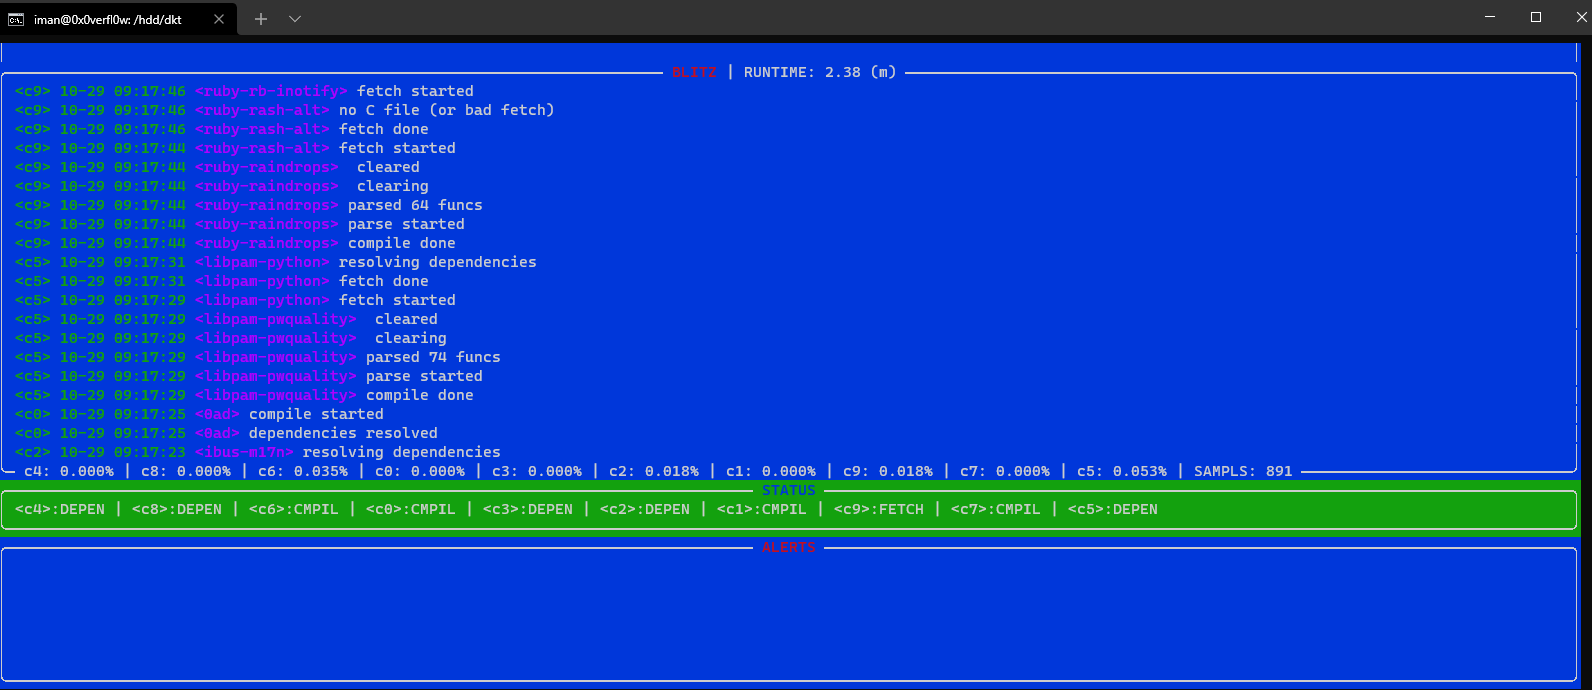 iman@0x0verfl0w: /hdd/dkt
BLITZ | RUNTIME: 2.38 (m)
<c9> 10-29 09:17:46 <ruby-rb-inotify> fetch started
<c9> 10-29 09:17:46 <ruby-rash-alt> no C file (or bad fetch)
<c9> 10-29 09:17:46 <ruby-rash-alt> fetch done
<c9> 10-29 09:17:44 <ruby-rash-alt> fetch started
<c9> 10-29 09:17:44 <ruby-raindrops>  cleared
<c9> 10-29 09:17:44 <ruby-raindrops>  clearing
<c9> 10-29 09:17:44 <ruby-raindrops> parsed 64 funcs
<c9> 10-29 09:17:44 <ruby-raindrops> parse started
<c9> 10-29 09:17:44 <ruby-raindrops> compile done
<c5> 10-29 09:17:31 <libpam-python> resolving dependencies
<c5> 10-29 09:17:31 <libpam-python> fetch done
<c5> 10-29 09:17:29 <libpam-python> fetch started
<c5> 10-29 09:17:29 <libpam-pwquality>  cleared
<c5> 10-29 09:17:29 <libpam-pwquality>  clearing
<c5> 10-29 09:17:29 <libpam-pwquality> parsed 74 funcs
<c5> 10-29 09:17:29 <libpam-pwquality> parse started
<c5> 10-29 09:17:29 <libpam-pwquality> compile done
<c0> 10-29 09:17:25 <0ad> compile started
<c0> 10-29 09:17:25 <0ad> dependencies resolved
<c2> 10-29 09:17:23 <ibus-m17n> resolving dependencies
c4: 0.000% | c8: 0.000% | c6: 0.035% | c0: 0.000% | c3: 0.000% | c2: 0.018% | c1: 0.000% | c9: 0.018% | c7: 0.000% | c5: 0.053% | SAMPLS: 891
STATUS
<c4>:DEPEN | <c8>:DEPEN | <c6>:CMPIL | <c0>:CMPIL | <c3>:DEPEN | <c2>:DEPEN | <c1>:CMPIL | <c9>:FETCH | <c7>:CMPIL | <c5>:DEPEN
ALERTS